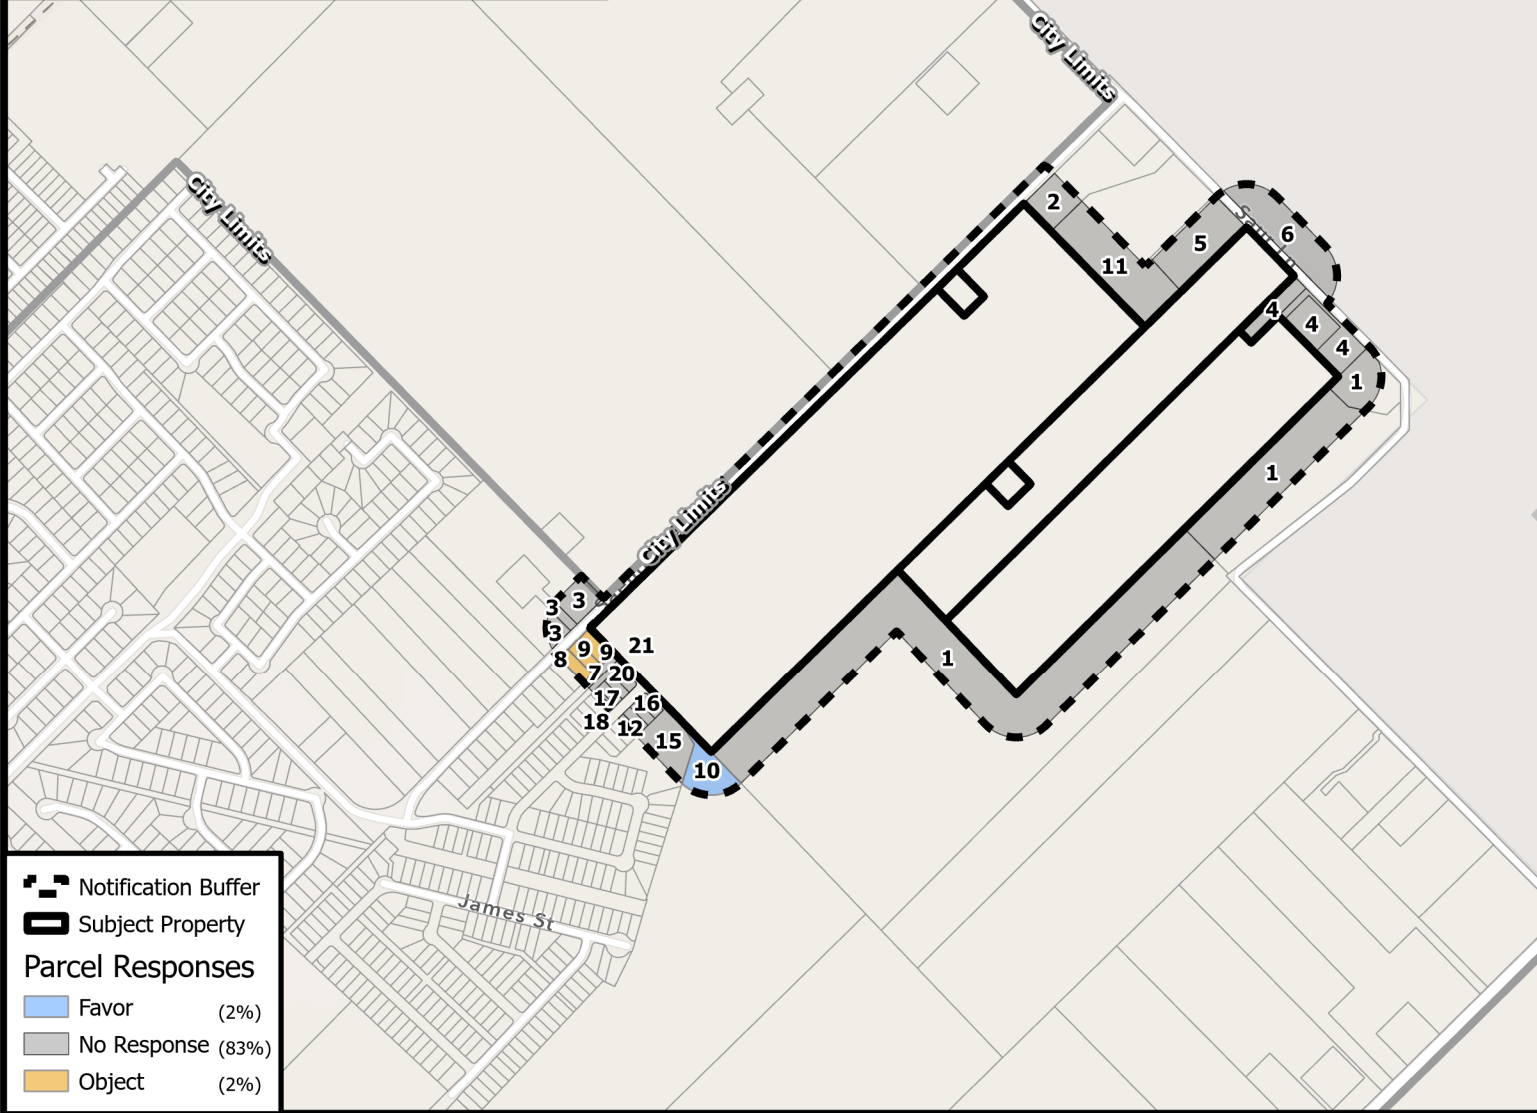 City Limits
City Limits
2
5
6
11
4
4
4
1
1
City Limits
3
3
3
21
9
9
8
7
20
1
17
16
18
12
15
10
James St
Notification Buffer
Subject Property
Parcel Responses
Favor (2%)
No Response (83%)
Object (2%)